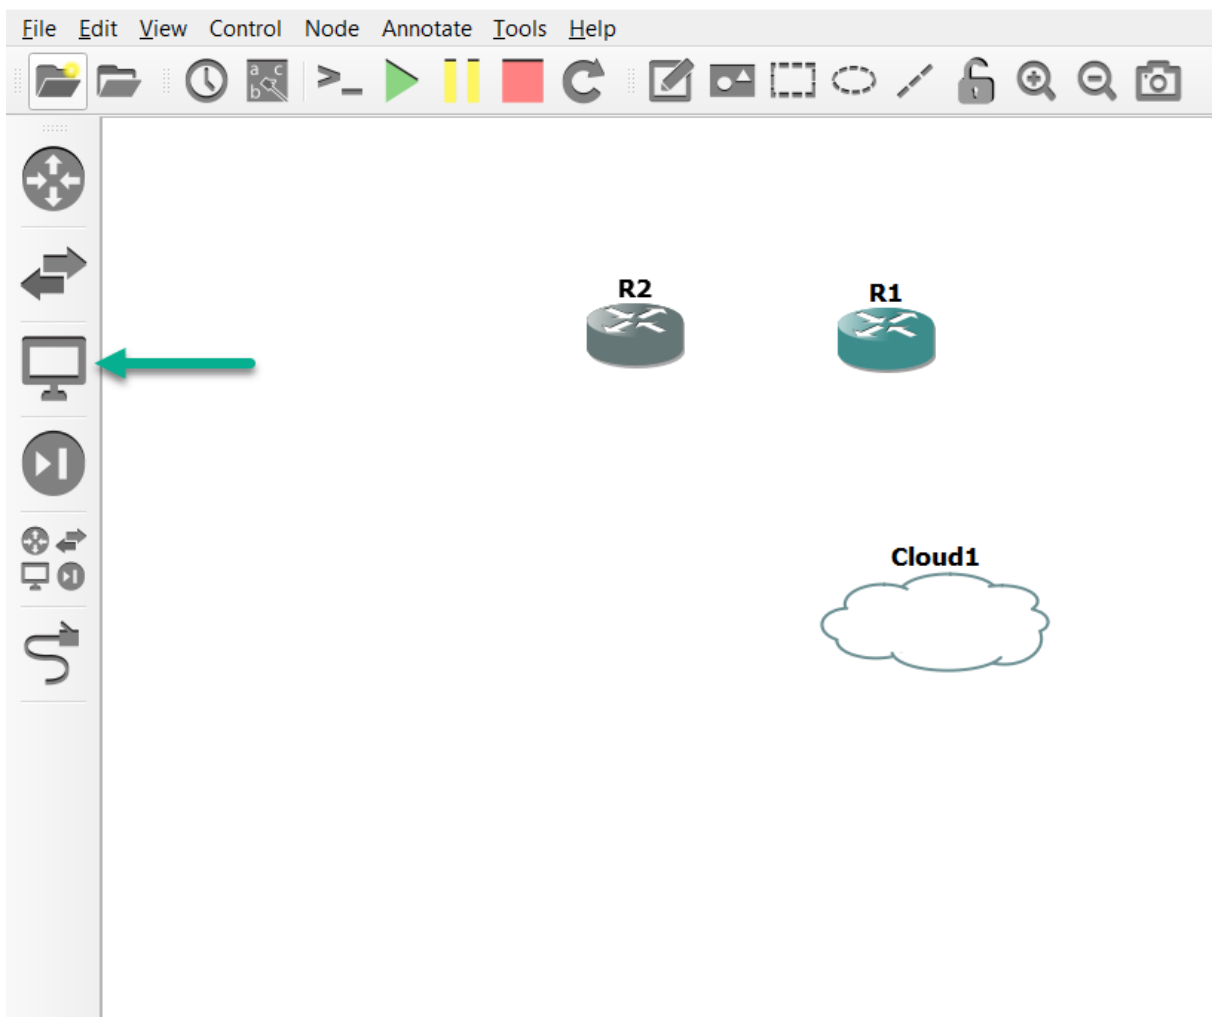 File Edit View Control Node Annotate Tools Help
a c
b
>_
R2
R1
Cloud1